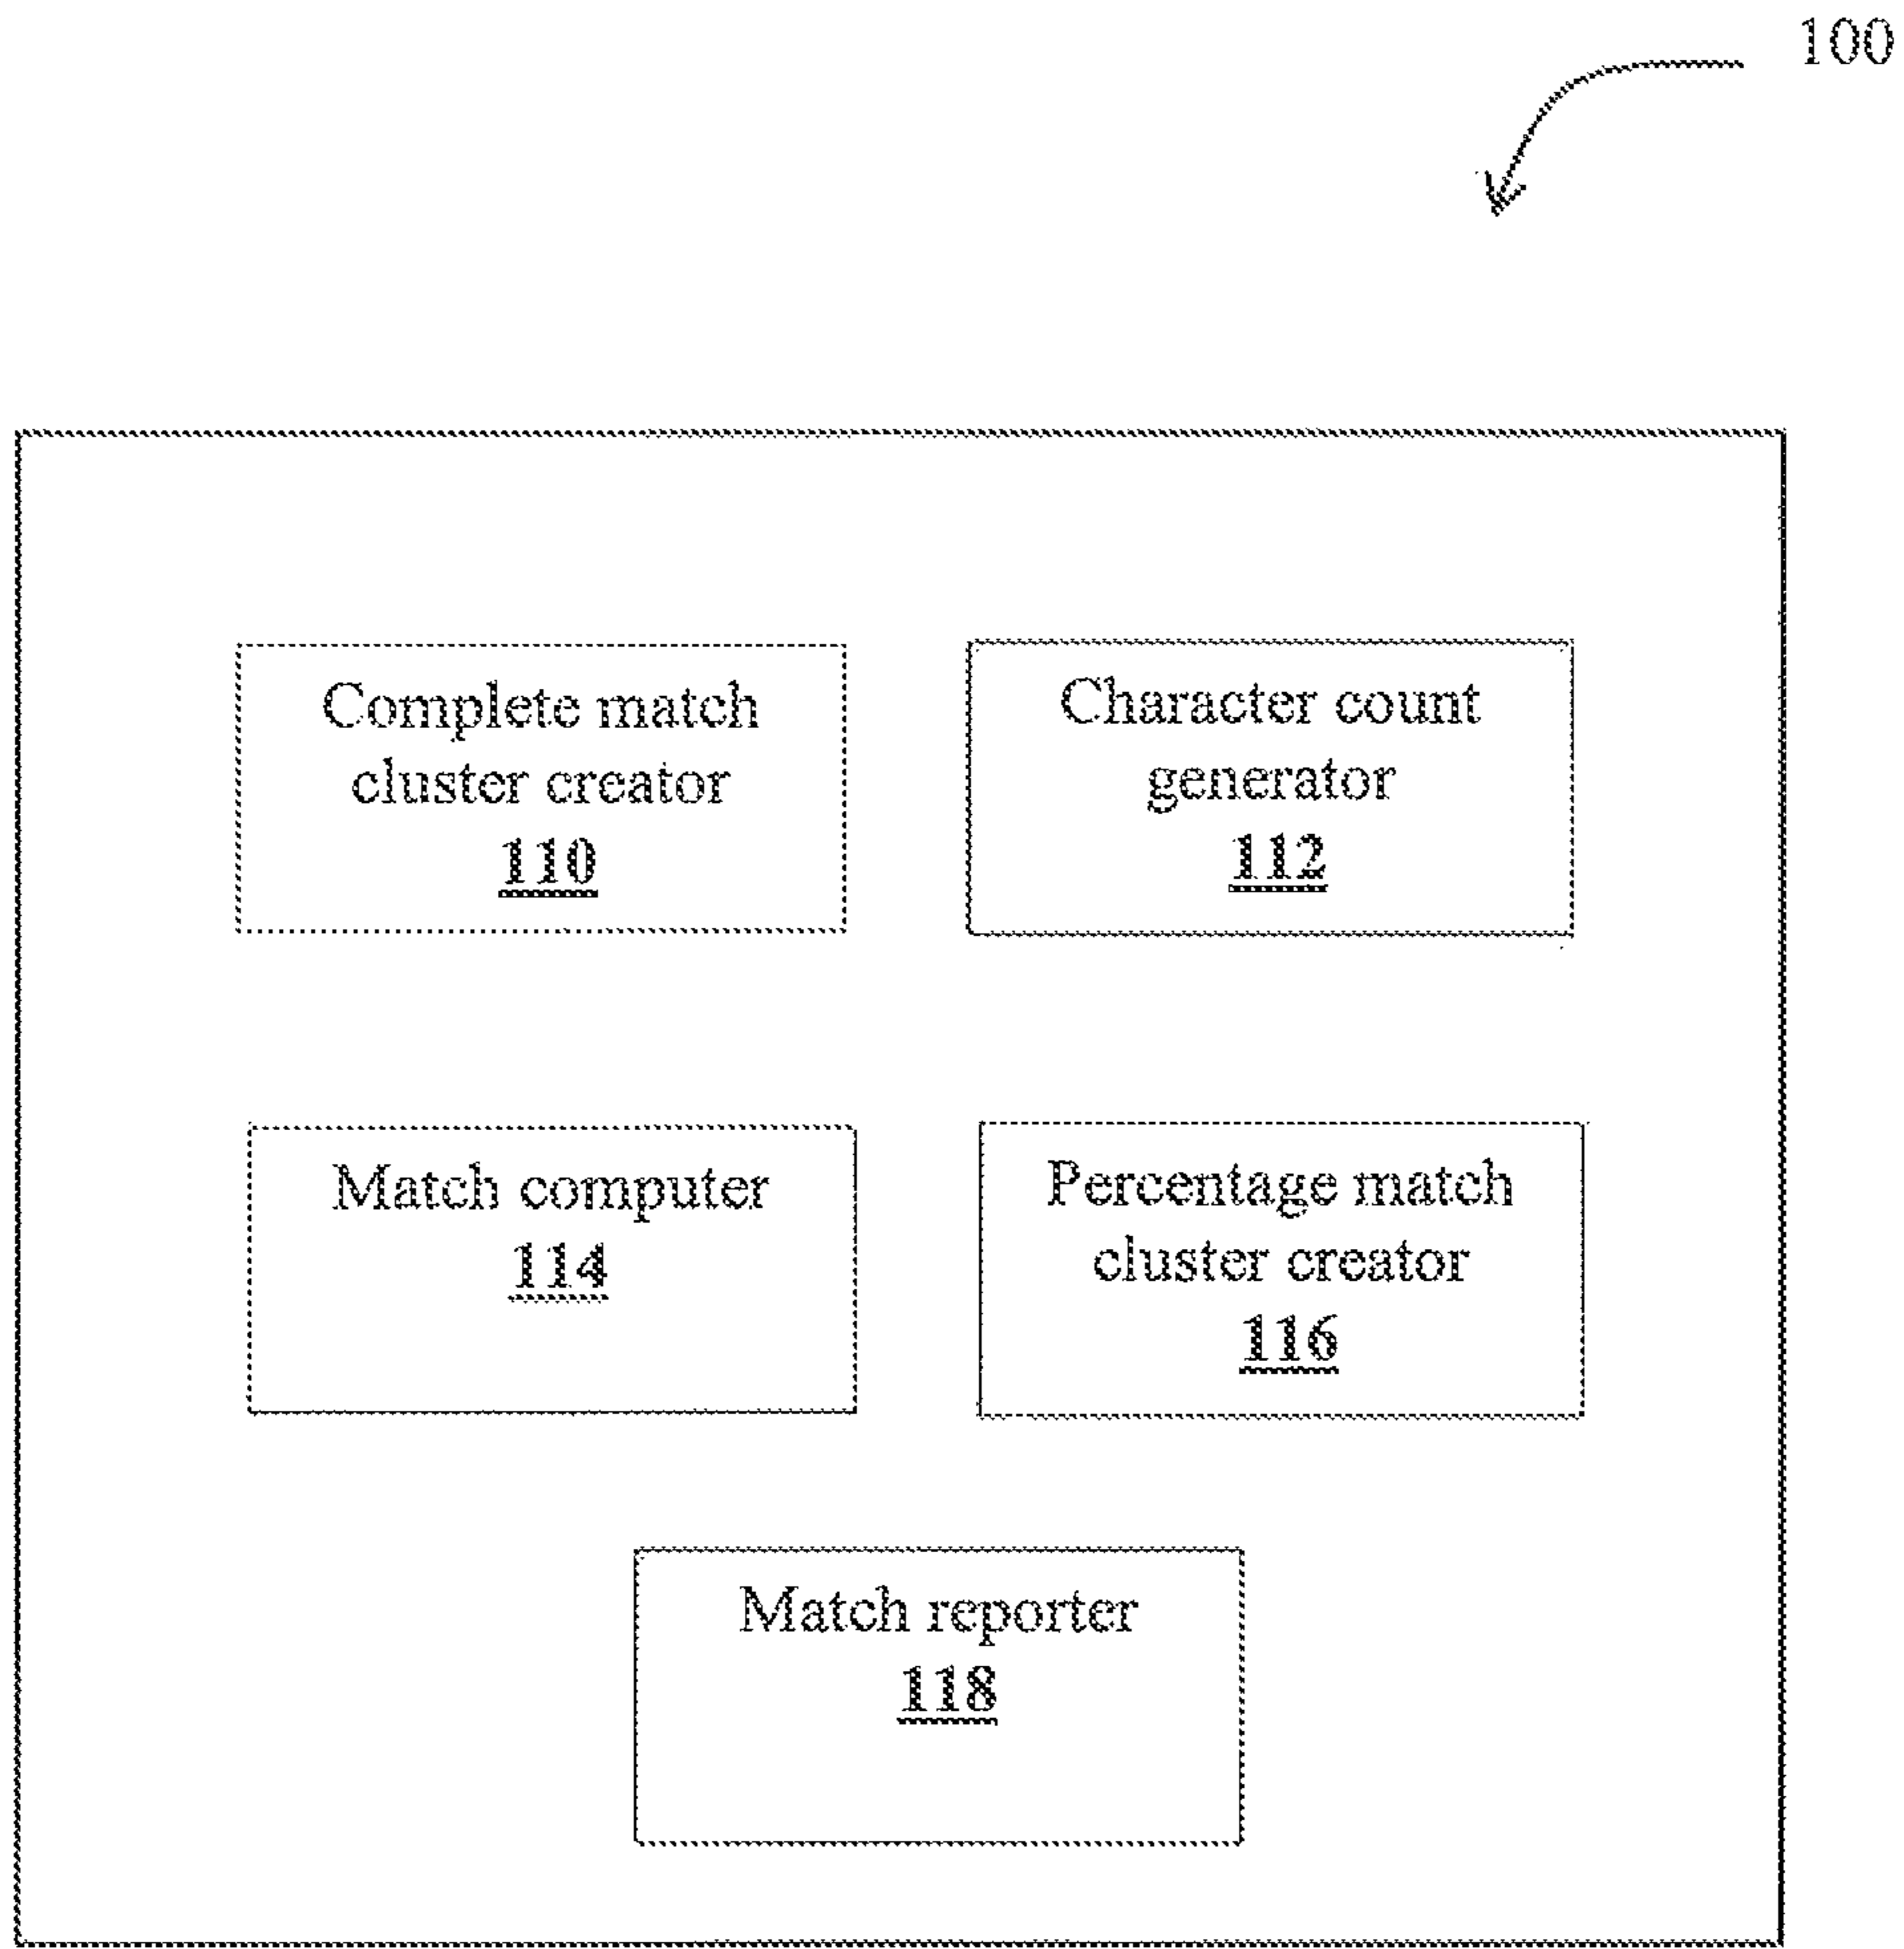 100
Complete match
cluster creator
110
Character count
generator
112
Match computer
114
Percentage match
cluster creator
116
Match reporter
118